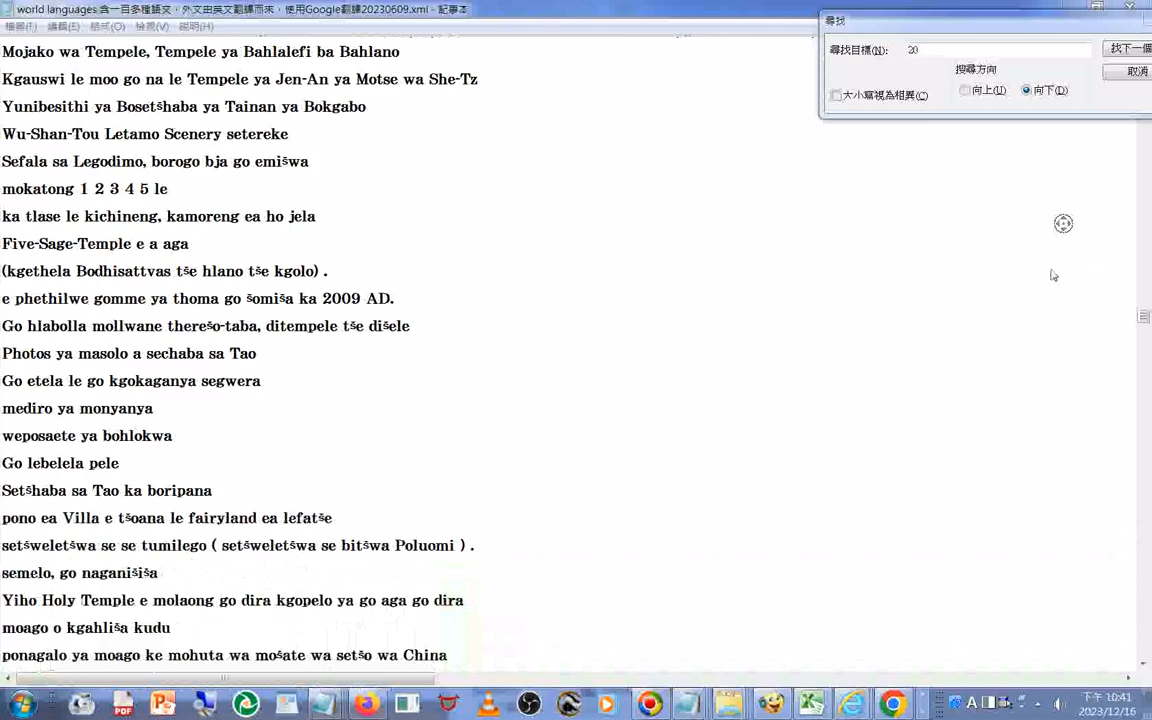 world languages 含一百多種語文，外文由英文翻譯而來，使用Google翻譯20230609.xml - 記事本
檔案(F) 編輯(E) 格式(O) 檢視(V) 說明(H)
尋找
尋找目標(N): 20
找下一個
搜尋方向
取消
大小寫視為相異(C) 向上(U) 向下(D)
Mojako wa Tempele, Tempele ya Bahlalefi ba Bahlano
Kgauswi le moo go na le Tempele ya Jen-An ya Motse wa She-Tz
Yunibesithi ya Bosetšhaba ya Tainan ya Bokgabo
Wu-Shan-Tou Letamo Scenery setereke
Sefala sa Legodimo, borogo bja go emišwa
mokatong 1 2 3 4 5 le
ka tlase le kichineng, kamoreng ea ho jela
Five-Sage-Temple e a aga
(kgethela Bodhisattvas tše hlano tše kgolo) .
e phethilwe gomme ya thoma go šomiša ka 2009 AD.
Go hlabolla mollwane therešo-taba, ditempele tše dišele
Photos ya masolo a sechaba sa Tao
Go etela le go kgokaganya segwera
mediro ya monyanya
weposaete ya bohlokwa
Go lebelela pele
Setšhaba sa Tao ka boripana
pono ea Villa e tšoana le fairyland ea lefatše
setšweletšwa se se tumilego ( setšweletšwa se bitšwa Poluomi ) .
semelo, go naganišiša
Yiho Holy Temple e molaong go dira kgopelo ya go aga go dira
moago o kgahliša kudu
ponagalo ya moago ke mohuta wa mošate wa setšo wa China
下午 10:41
2023/12/16